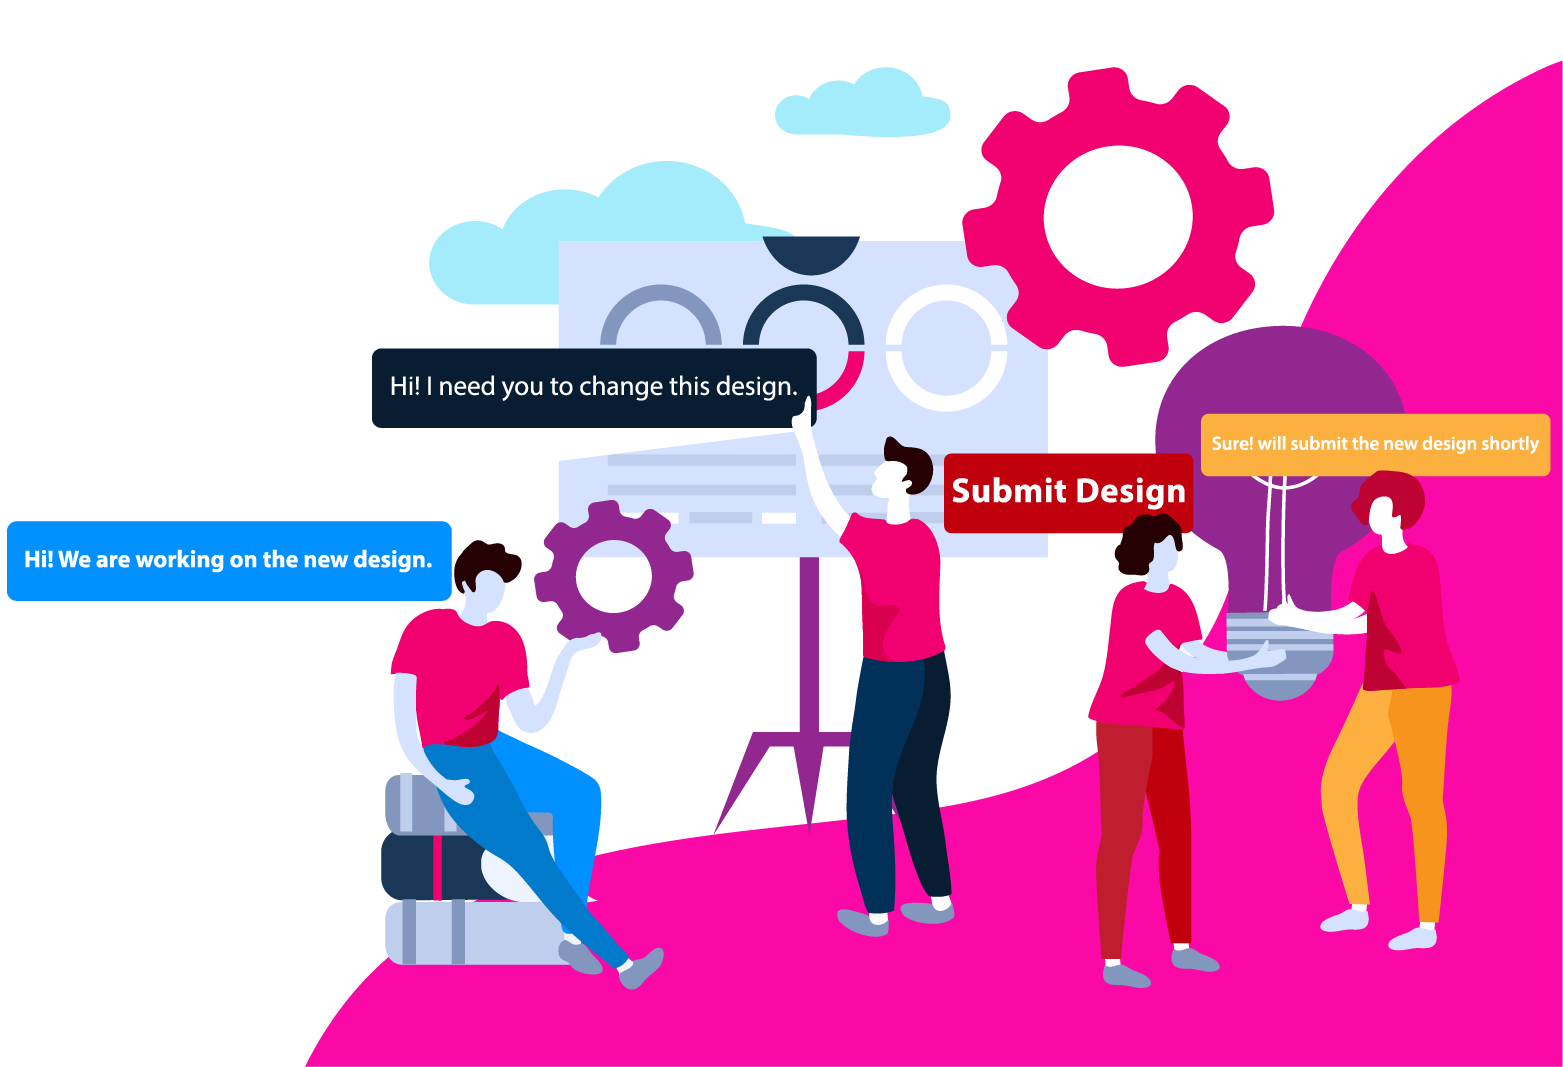 Hi! I need you to change this design.
Sure! will submit the new design shortly
Submit Design
Hi! We are working on the new design.